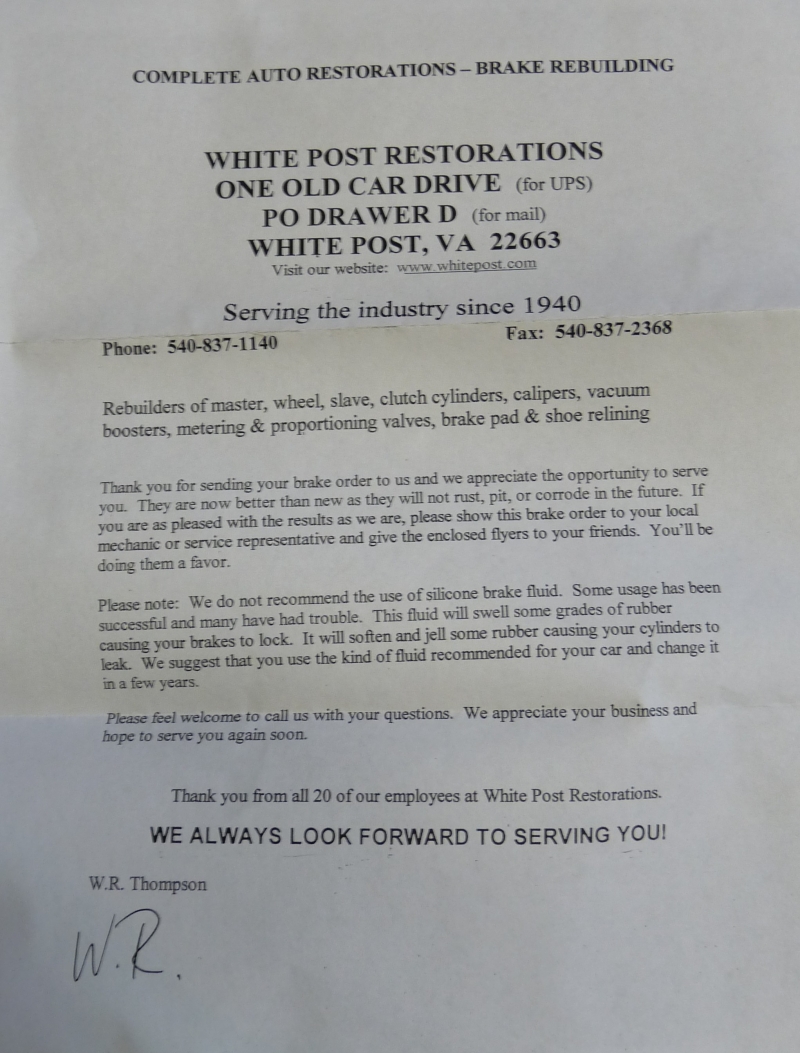 COMPLETE AUTO RESTORATIONS – BRAKE REBUILDING
WHITE POST RESTORATIONS
ONE OLD CAR DRIVE (for UPS)
PO DRAWER D (for mail)
WHITE POST, VA 22663
Visit our website: www.whitepost.com
Serving the industry since 1940
Phone: 540-837-1140 Fax: 540-837-2368
Rebuilders of master, wheel, slave, clutch cylinders, calipers, vacuum
boosters, metering & proportioning valves, brake pad & shoe relining
Thank you for sending your brake order to us and we appreciate the opportunity to serve
you. They are now better than new as they will not rust, pit, or corrode in the future. If
you are as pleased with the results as we are, please show this brake order to your local
mechanic or service representative and give the enclosed flyers to your friends. You'll be
doing them a favor.
Please note: We do not recommend the use of silicone brake fluid. Some usage has been
successful and many have had trouble. This fluid will swell some grades of rubber
causing your brakes to lock. It will soften and jell some rubber causing your cylinders to
leak. We suggest that you use the kind of fluid recommended for your car and change it
in a few years.
Please feel welcome to call us with your questions. We appreciate your business and
hope to serve you again soon.
Thank you from all 20 of our employees at White Post Restorations.
WE ALWAYS LOOK FORWARD TO SERVING YOU!
W.R. Thompson
W.R.